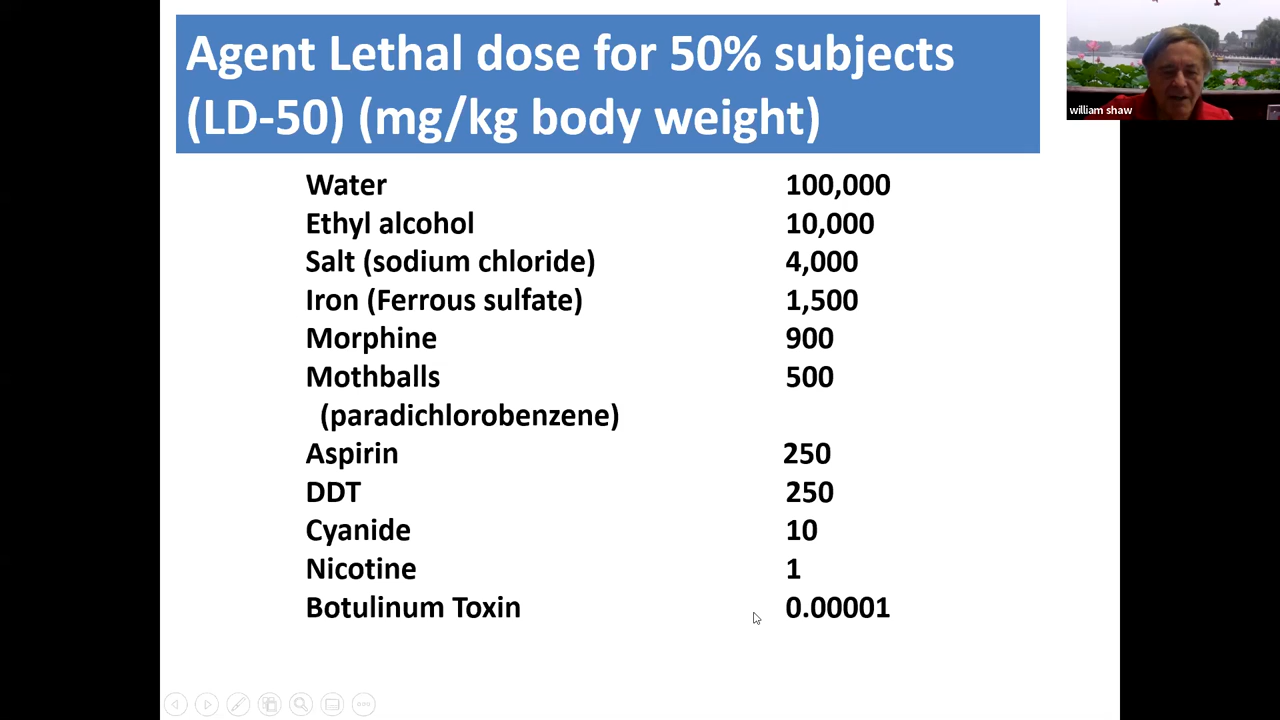 Agent Lethal dose for 50% subjects
(LD-50) (mg/kg body weight)
william shaw
Water 100,000
Ethyl alcohol 10,000
Salt (sodium chloride) 4,000
Iron (Ferrous sulfate) 1,500
Morphine 900
Mothballs 500
(paradichlorobenzene)
Aspirin 250
DDT 250
Cyanide 10
Nicotine 1
Botulinum Toxin 0.00001